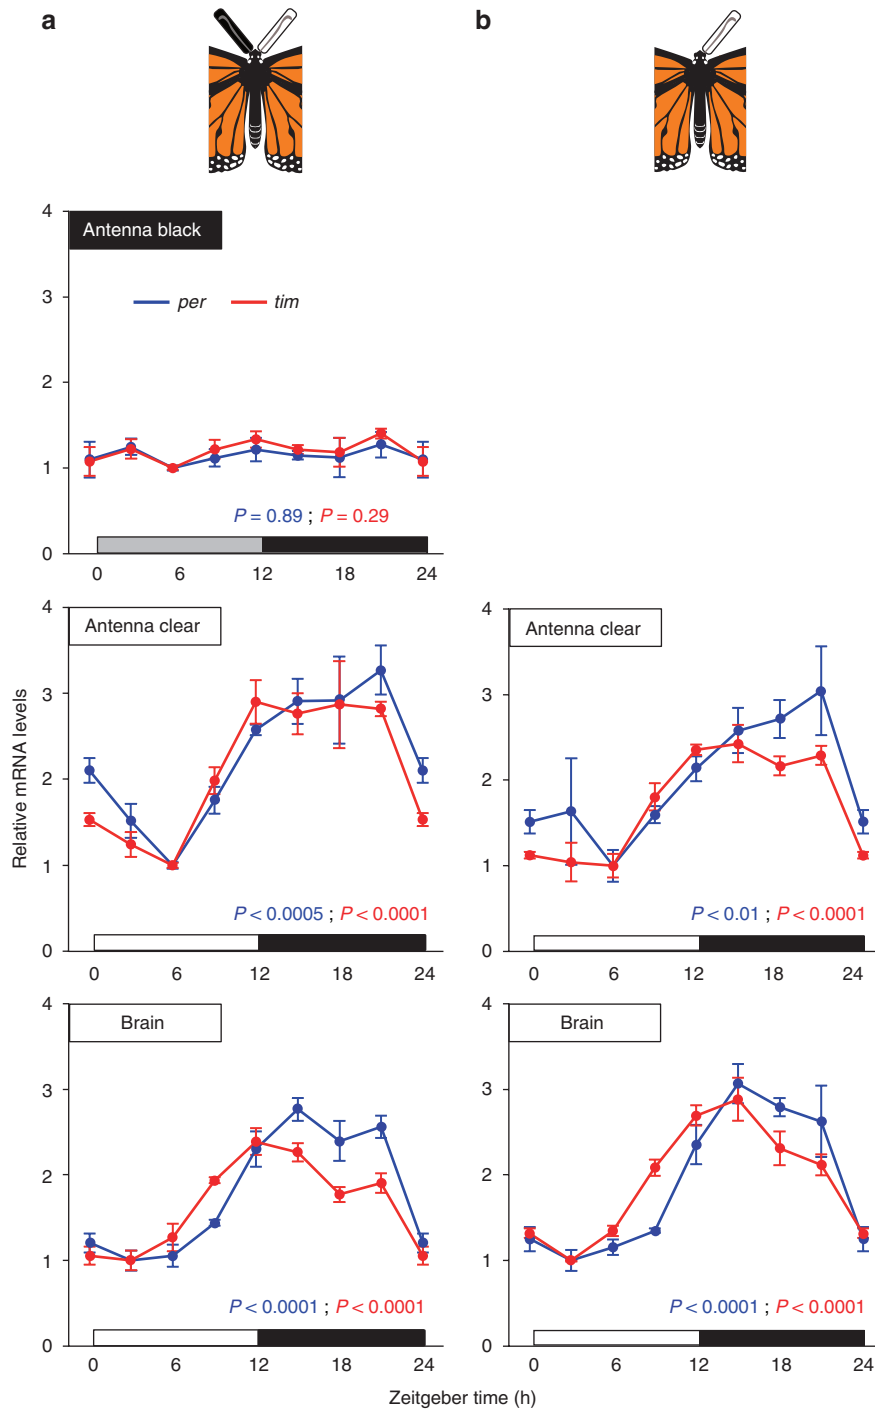 a b
4
Antenna black
3
per tim
2
1
P = 0.89 ; P = 0.29
0
0 6 12 18 24
Relative mRNA levels
4
Antenna clear
3
2
1
P < 0.0005 ; P < 0.0001
0
0 6 12 18 24
4
Antenna clear
3
2
1
P < 0.01 ; P < 0.0001
0
0 6 12 18 24
4
Brain
3
2
1
P < 0.0001 ; P < 0.0001
0
0 6 12 18 24
4
Brain
3
2
1
P < 0.0001 ; P < 0.0001
0
0 6 12 18 24
Zeitgeber time (h)